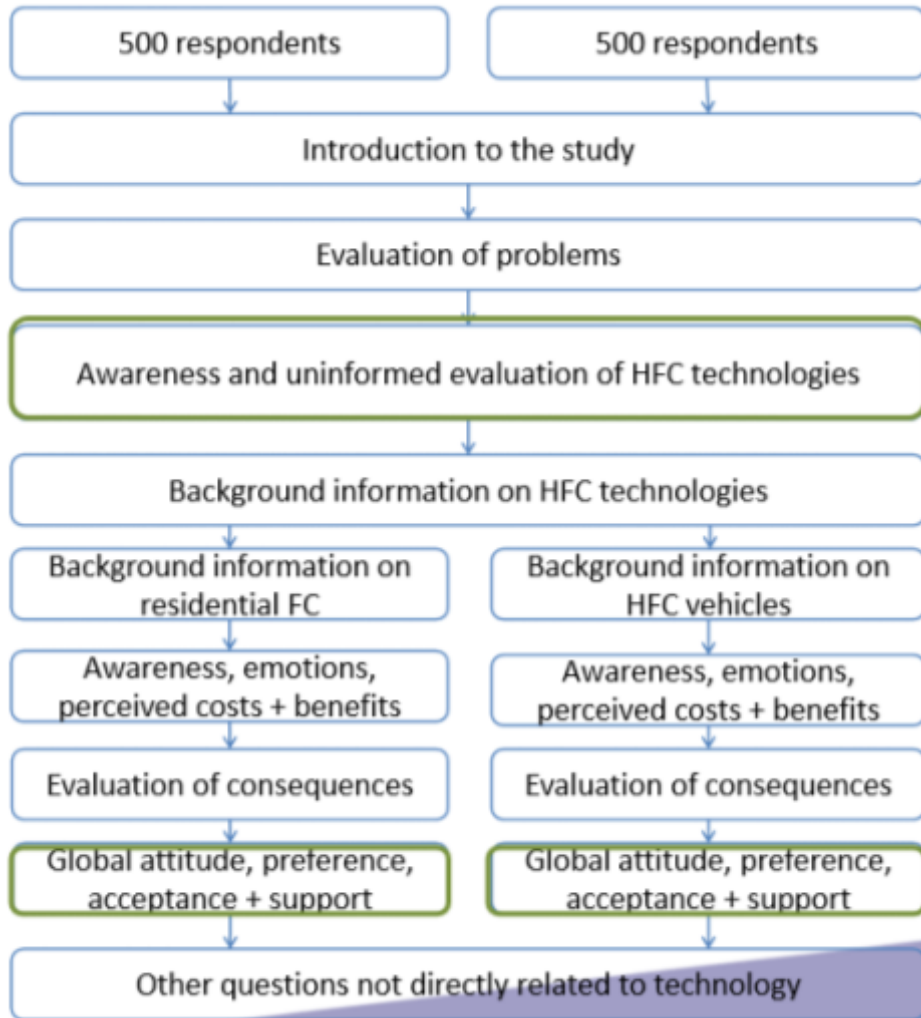 500 respondents
500 respondents
Introduction to the study
Evaluation of problems
Awareness and uninformed evaluation of HFC technologies
Background information on HFC technologies
Background information on
residential FC
Background information on
HFC vehicles
Awareness, emotions,
perceived costs + benefits
Awareness, emotions,
perceived costs + benefits
Evaluation of consequences
Evaluation of consequences
Global attitude, preference,
acceptance + support
Global attitude, preference,
acceptance + support
Other questions not directly related to technology